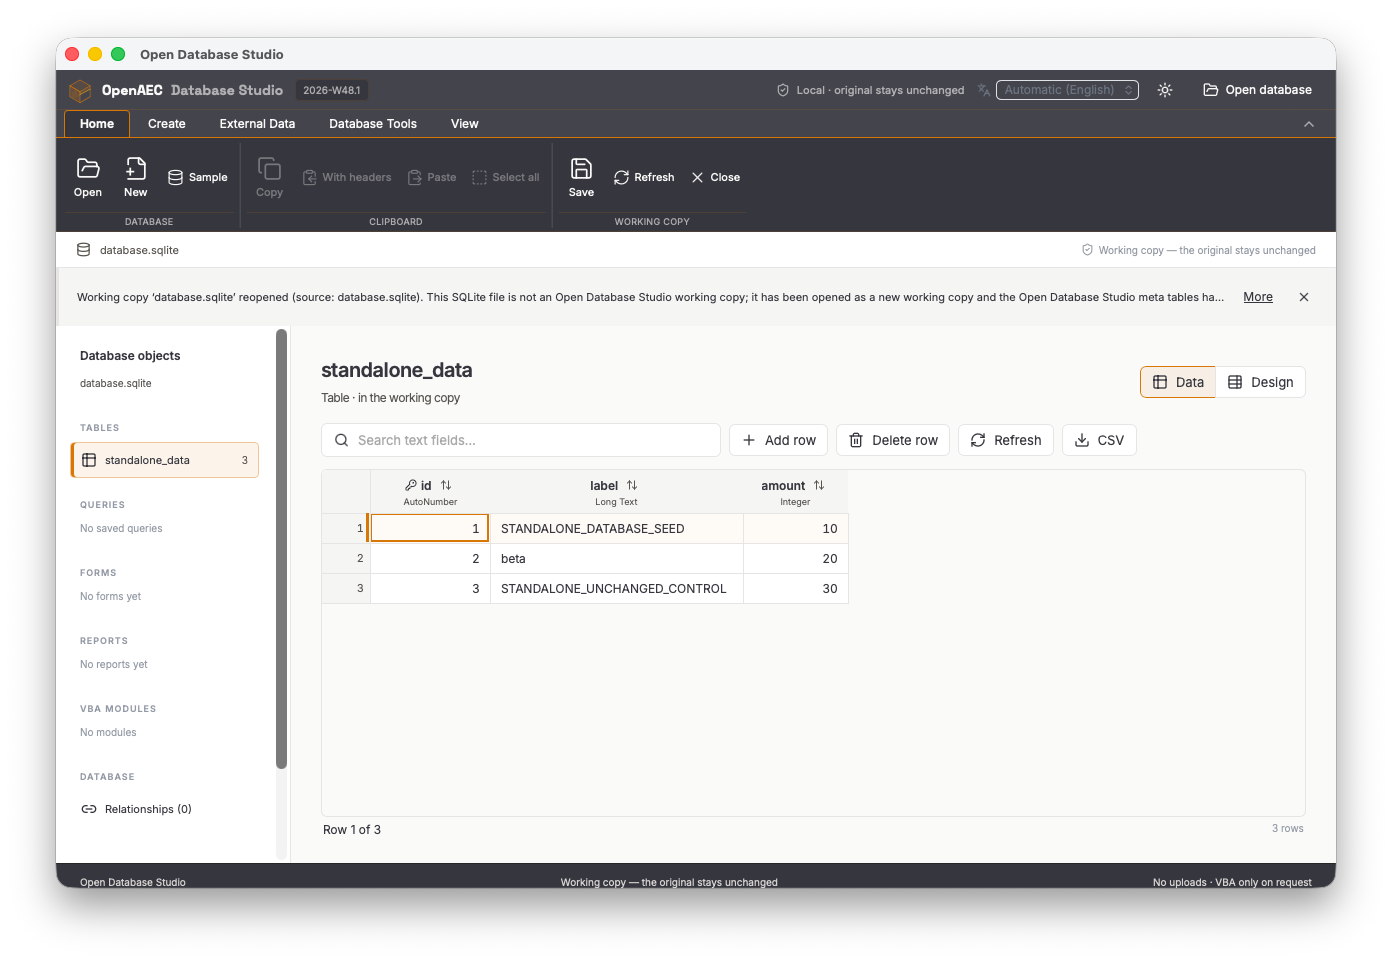 Open Database Studio
OpenAEC Database Studio 2026-W48.1
Local · original stays unchanged
Automatic (English)
Open database
Home Create External Data Database Tools View
Open New Sample
DATABASE
Copy With headers Paste Select all
CLIPBOARD
Save Refresh Close
WORKING COPY
database.sqlite
Working copy — the original stays unchanged
Working copy ‘database.sqlite’ reopened (source: database.sqlite). This SQLite file is not an Open Database Studio working copy; it has been opened as a new working copy and the Open Database Studio meta tables ha... More
Database objects
database.sqlite
TABLES
standalone_data 3
QUERIES
No saved queries
FORMS
No forms yet
REPORTS
No reports yet
VBA MODULES
No modules
DATABASE
Relationships (0)
standalone_data
Table · in the working copy
Data Design
Search text fields...
Add row Delete row Refresh CSV
id label amount
AutoNumber Long Text Integer
1 1 STANDALONE_DATABASE_SEED 10
2 2 beta 20
3 3 STANDALONE_UNCHANGED_CONTROL 30
Row 1 of 3
3 rows
Open Database Studio
Working copy — the original stays unchanged
No uploads · VBA only on request